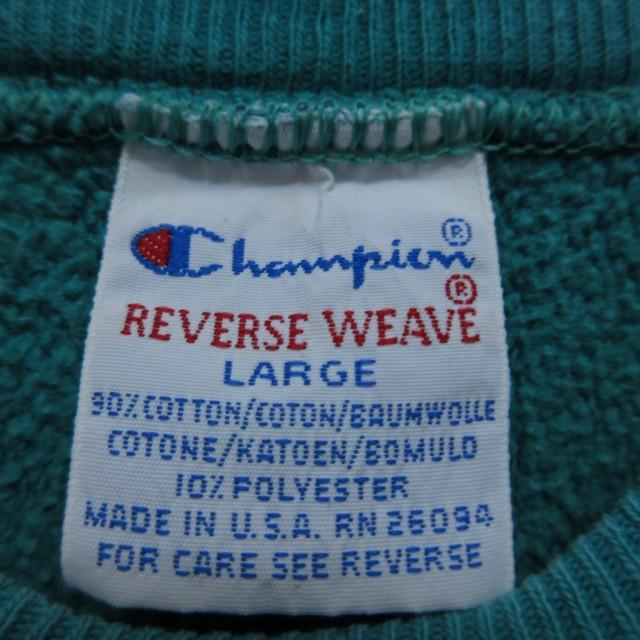 Champion®
REVERSE WEAVE®
LARGE
90% COTTON/COTON/BAUMWOLLE
COTONE/KATOEN/BOMULD
10% POLYESTER
MADE IN U.S.A. RN 26094
FOR CARE SEE REVERSE